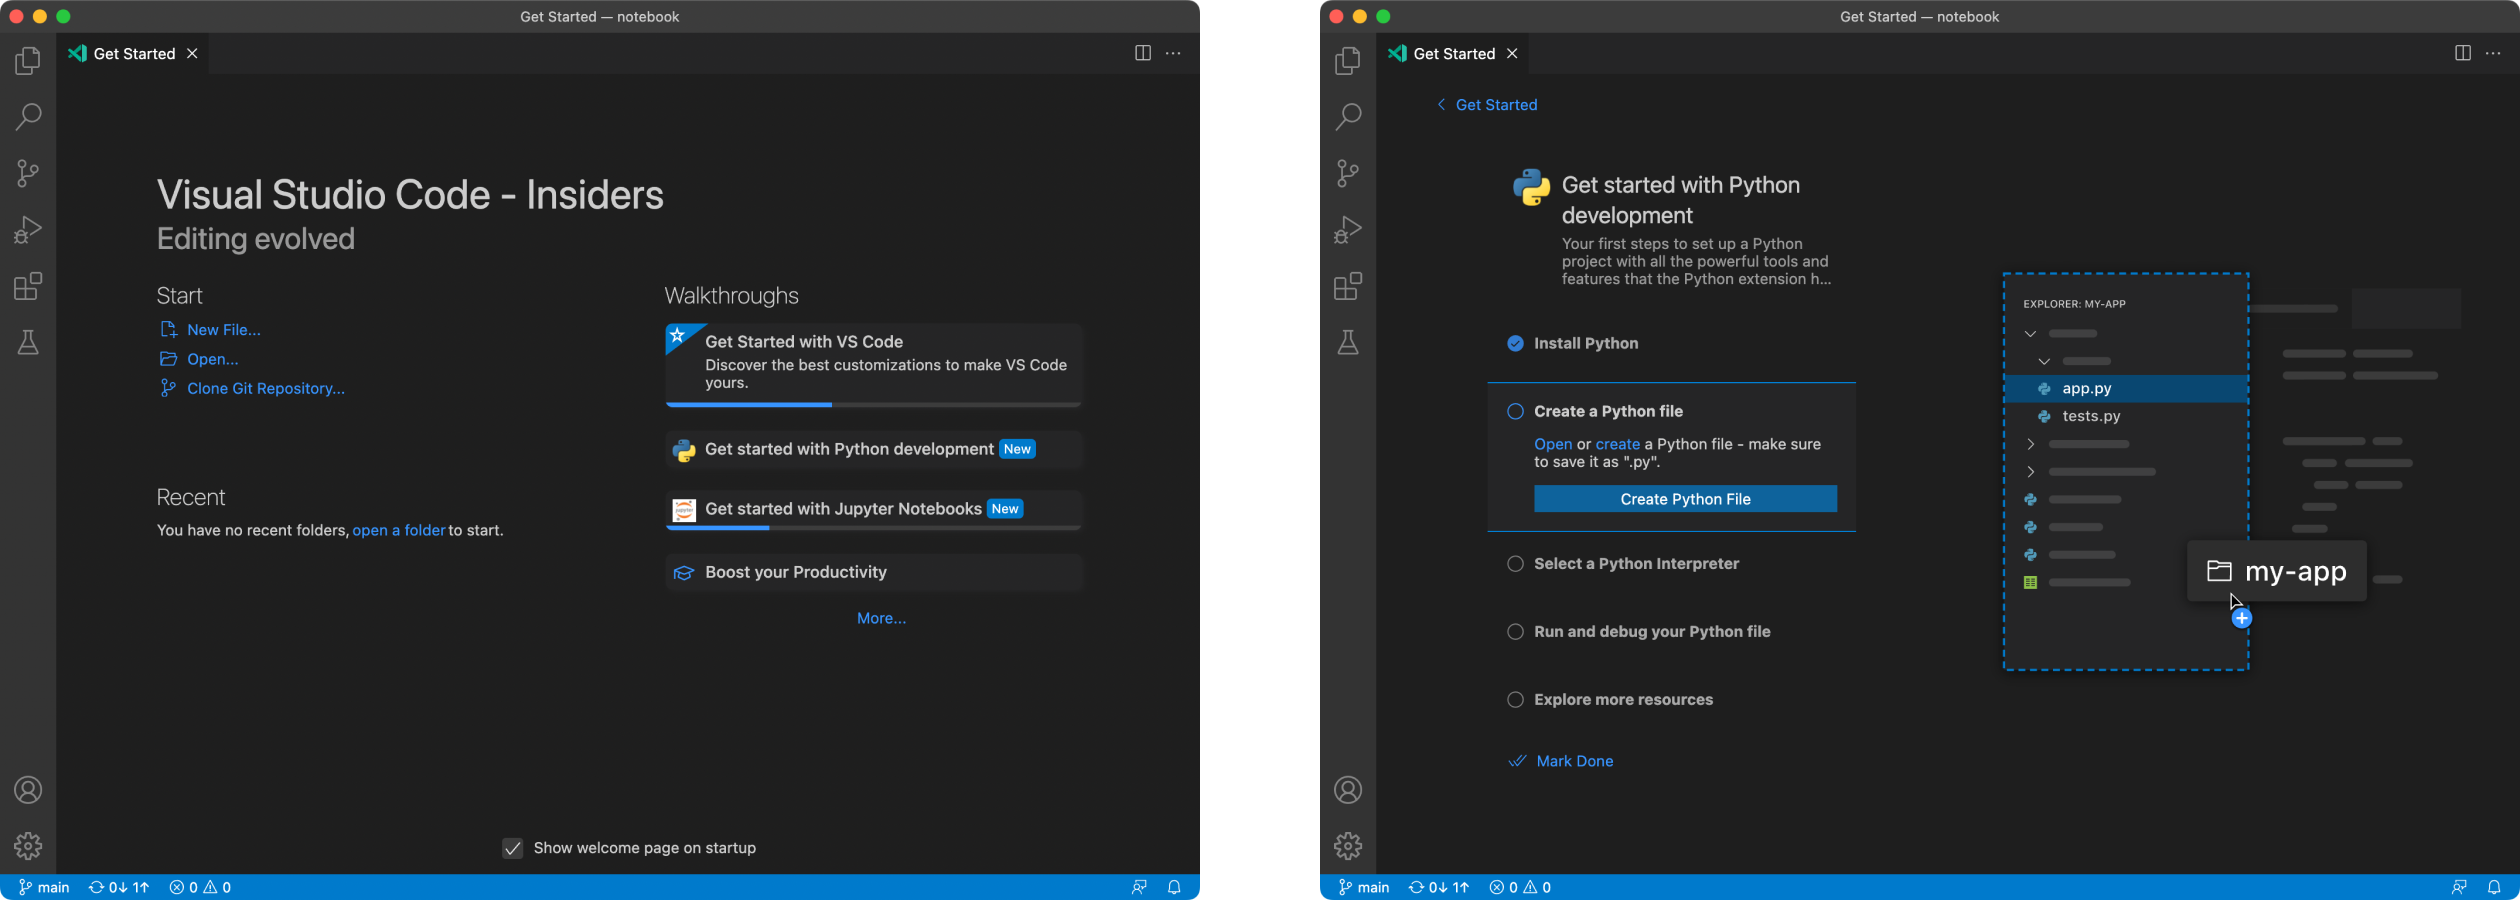 Get Started — notebook
Get Started
Visual Studio Code - Insiders
Editing evolved
Start
New File...
Open...
Clone Git Repository...
Recent
You have no recent folders, open a folder to start.
Walkthroughs
Get Started with VS Code
Discover the best customizations to make VS Code
yours.
Get started with Python development New
Get started with Jupyter Notebooks New
Boost your Productivity
More...
Show welcome page on startup
main 0↓ 1↑ 0 0
Get Started — notebook
Get Started
Get Started
Get started with Python
development
Your first steps to set up a Python
project with all the powerful tools and
features that the Python extension h...
Install Python
Create a Python file
Open or create a Python file - make sure
to save it as ".py".
Create Python File
Select a Python Interpreter
Run and debug your Python file
Explore more resources
Mark Done
EXPLORER: MY-APP
app.py
tests.py
my-app
main 0↓ 1↑ 0 0